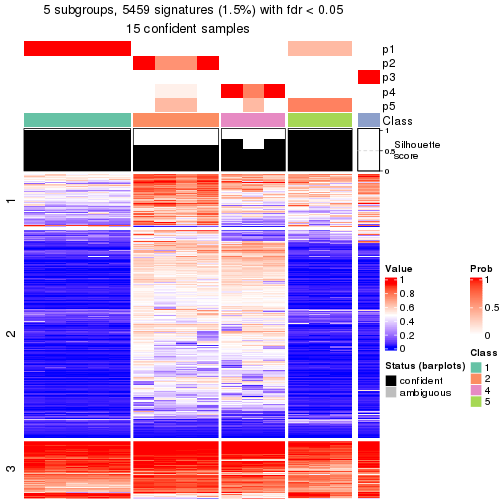 5 subgroups, 5459 signatures (1.5%) with fdr < 0.05
15 confident samples
p1
p2
p3
p4
p5
Class
1
0.5
0
Silhouette
score
1
2
3
Value
1
0.8
0.6
0.4
0.2
0
Prob
1
0.5
0
Status (barplots)
confident
ambiguous
Class
1
2
4
5